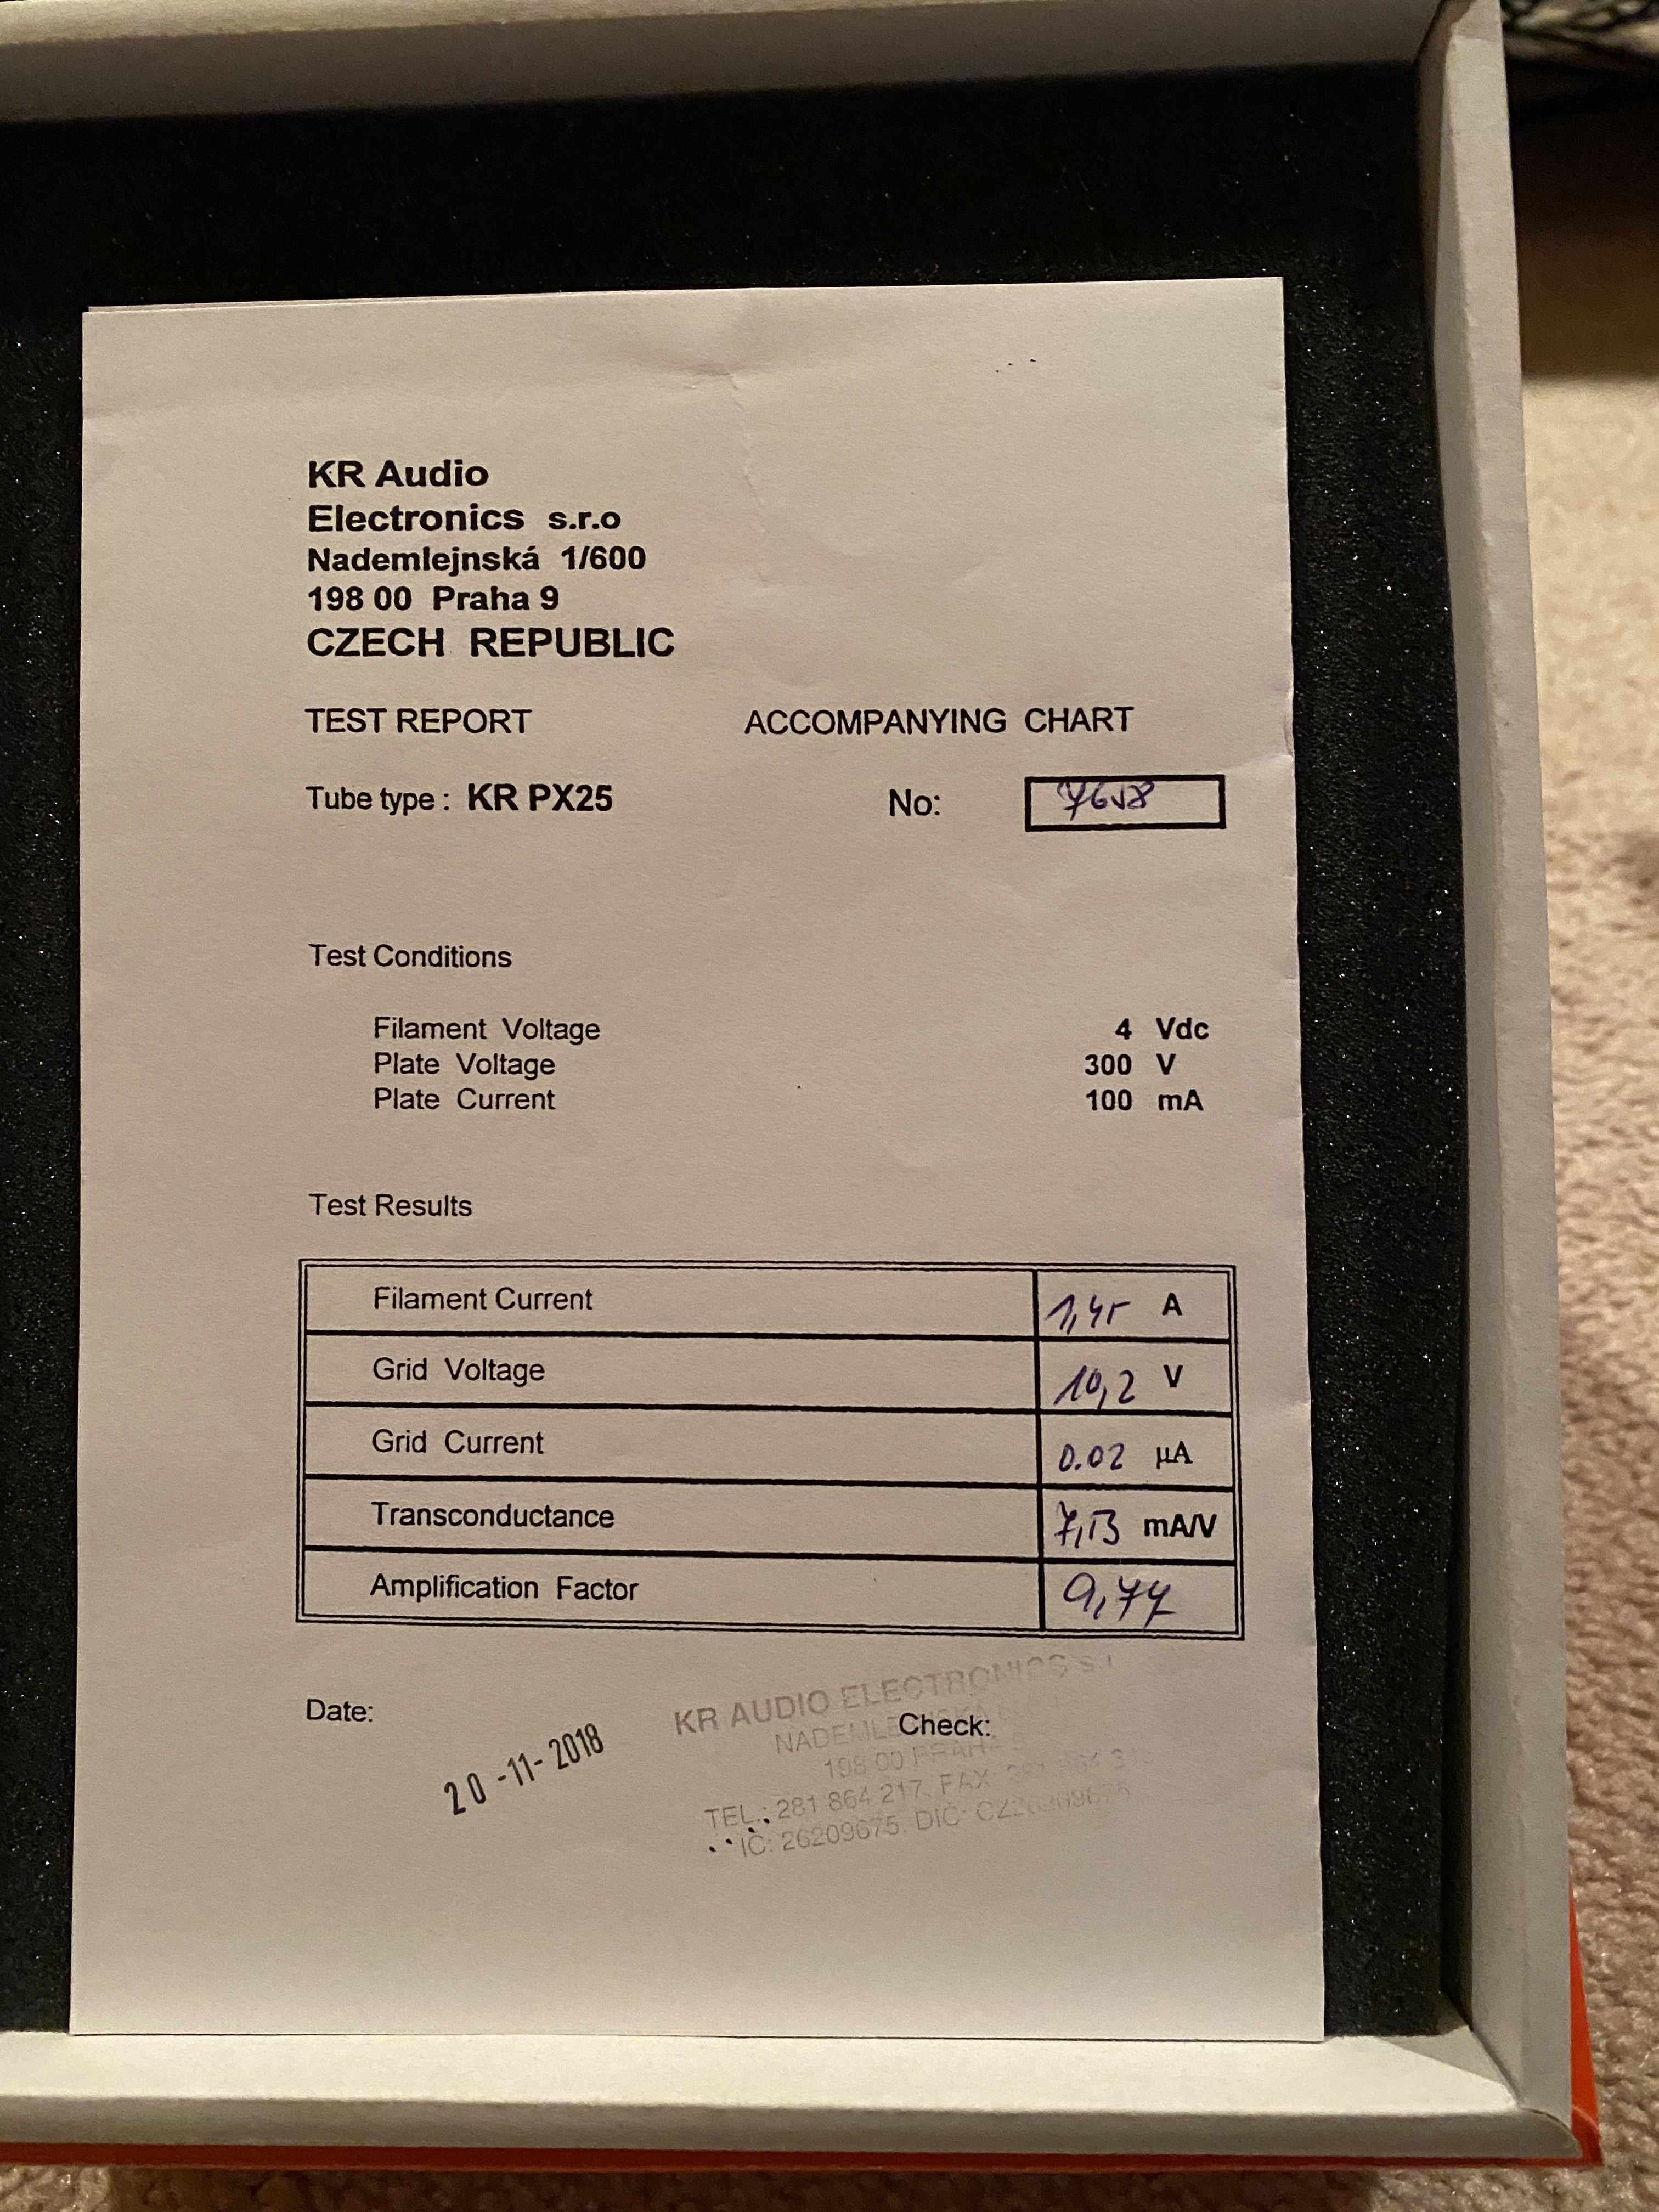 KR Audio
Electronics s.r.o
Nademlejnská 1/600
198 00 Praha 9
CZECH REPUBLIC
TEST REPORT ACCOMPANYING CHART
Tube type : KR PX25 No: 7658
Test Conditions
Filament Voltage 4 Vdc
Plate Voltage 300 V
Plate Current 100 mA
Test Results
Filament Current 1,45 A
Grid Voltage 10,2 V
Grid Current 0.02 µA
Transconductance mA/V
Amplification Factor 9,77
Date: Check:
20-11-2018
KR AUDIO ELECTRONICS
198 00 PRAHA
TEL.: 281 864 217, FAX
IČ: 26209675, DIČ: